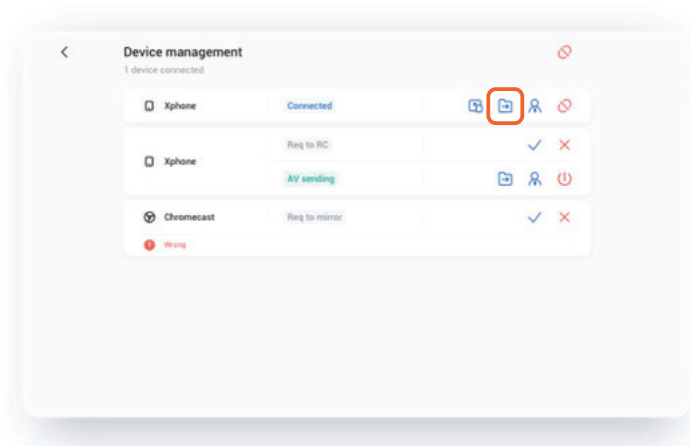 Device management
1 device connected
Xphone Connected
Req to RC
Xphone
AV sending
Chromecast Req to mirror
Wrong